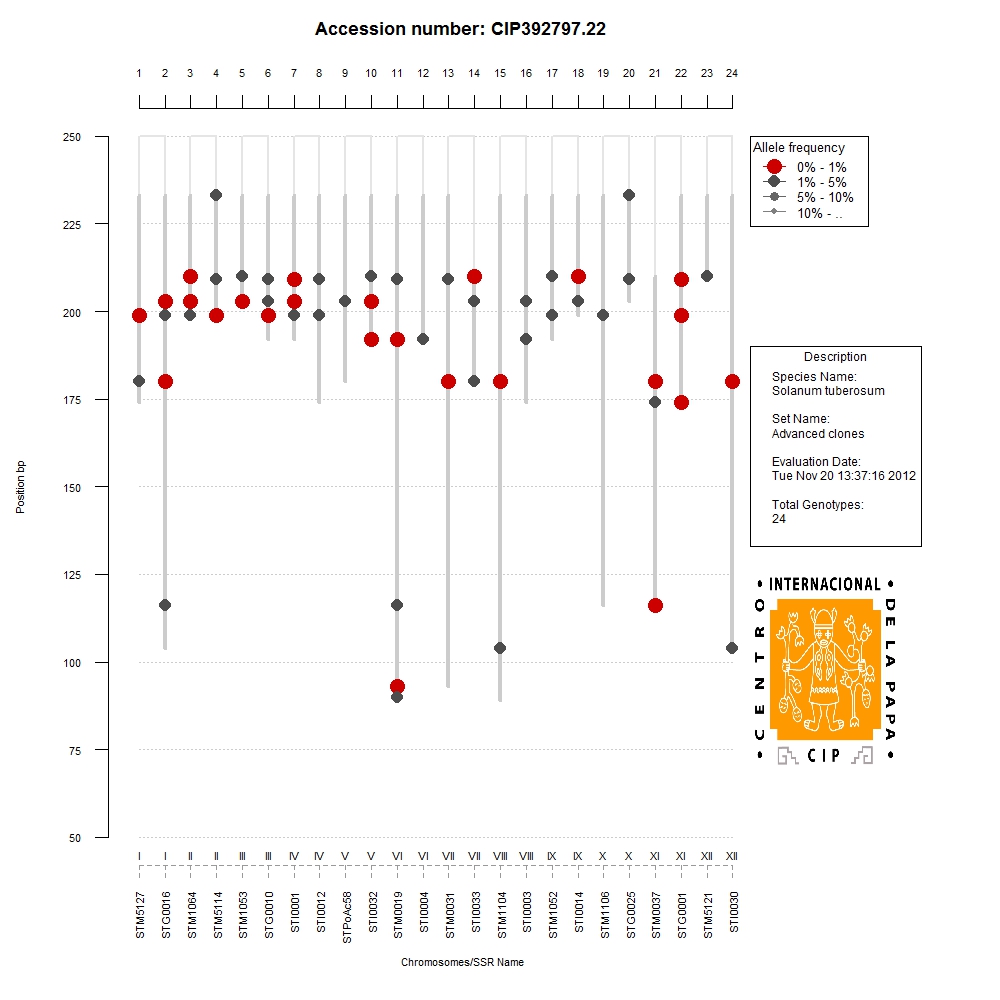 Accession number: CIP392797.22
1 2 3 4 5 6 7 8 9 10 11 12 13 14 15 16 17 18 19 20 21 22 23 24
250
225
200
175
150
125
100
75
50
Position bp
Allele frequency
0% - 1%
1% - 5%
5% - 10%
10% - ..
Description
Species Name:
Solanum tuberosum
Set Name:
Advanced clones
Evaluation Date:
Tue Nov 20 13:37:16 2012
Total Genotypes:
24
• INTERNACIONAL •
CENTRO
DE LA PAPA
• CIP •
I I II II III III IV IV V V VI VI VII VII VIII VIII IX IX X X XI XI XII XII
STM5127 STG0016 STM1064 STM5114 STM1053 STG0010 STI0001 STI0012 STPoAc58 STI0032 STM0019 STI0004 STM0031 STI0033 STM1104 STI0003 STM1052 STI0014 STM1106 STG0025 STM0037 STG0001 STM5121 STI0030
Chromosomes/SSR Name